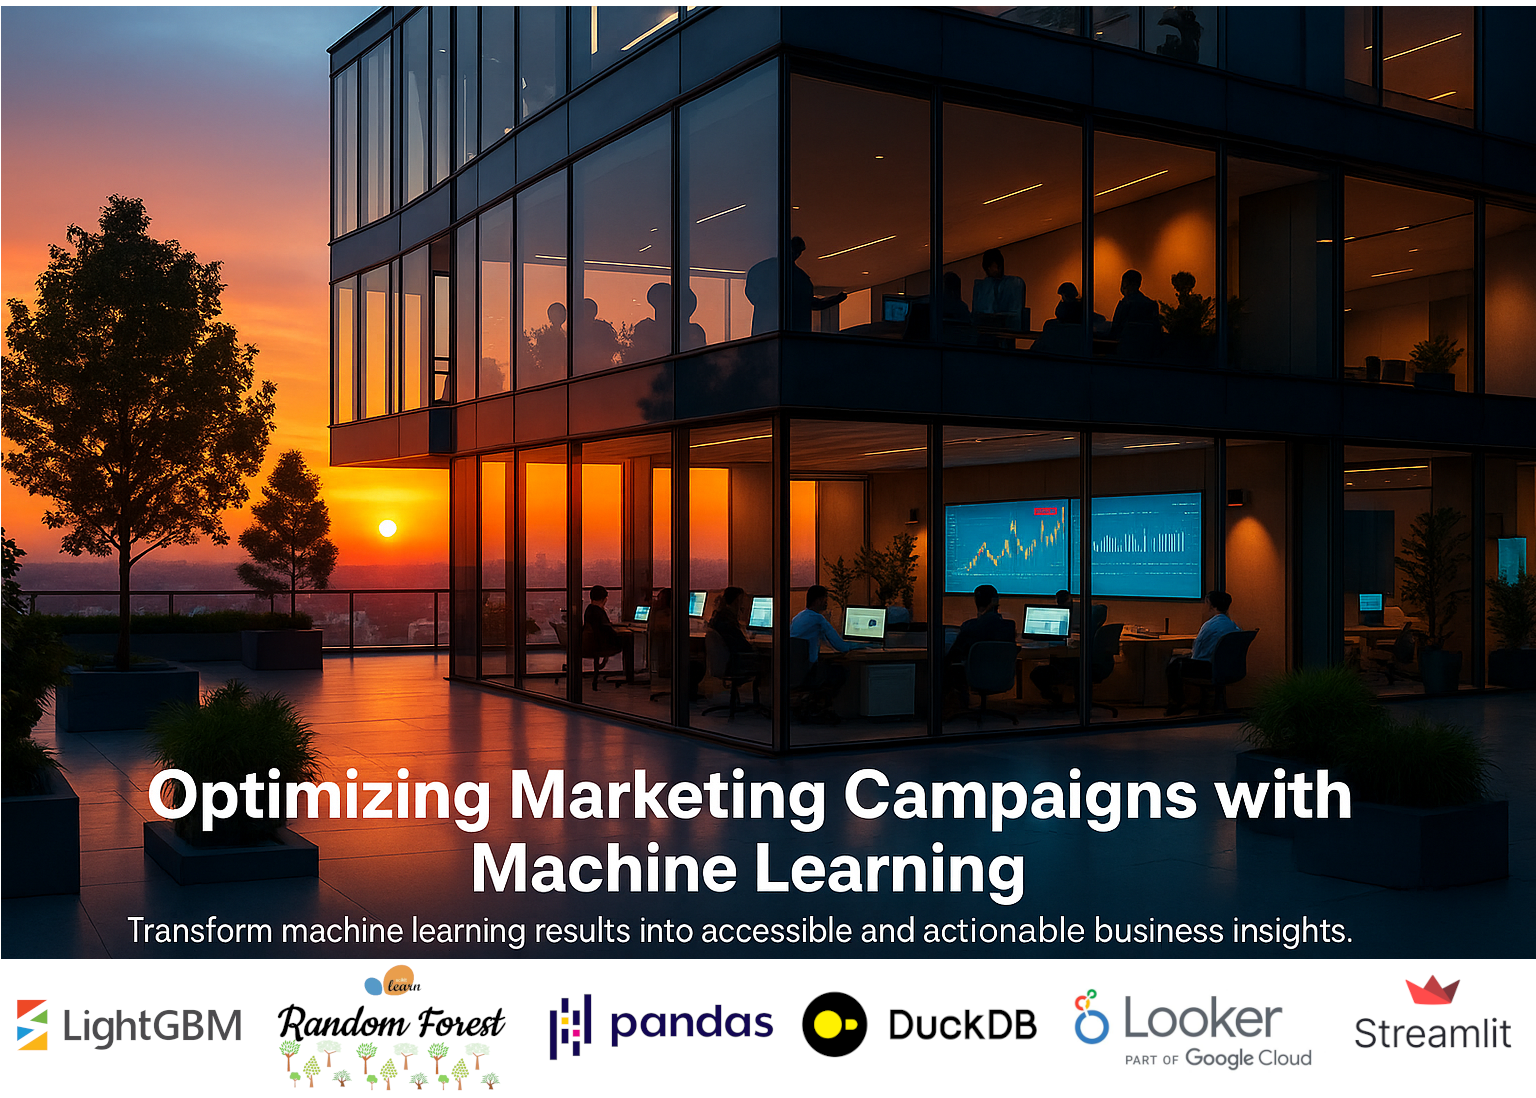 Optimizing Marketing Campaigns with
Machine Learning
Transform machine learning results into accessible and actionable business insights.
LightGBM
learn
Random Forest
pandas
DuckDB
Looker
PART OF Google Cloud
Streamlit